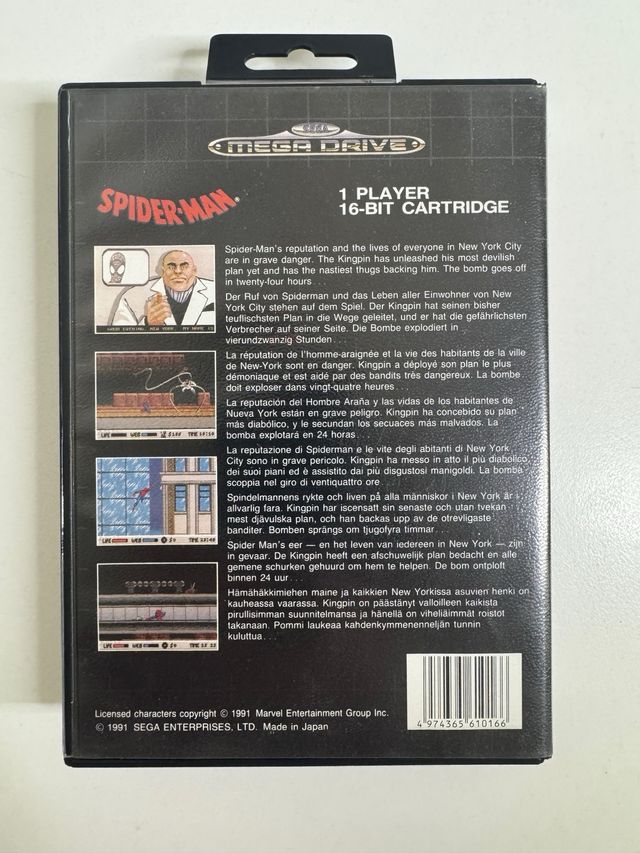 SEGA
MEGA DRIVE
SPIDER-MAN®
1 PLAYER
16-BIT CARTRIDGE
Spider-Man's reputation and the lives of everyone in New York City
are in grave danger. The Kingpin has unleashed his most devilish
plan yet and has the nastiest thugs backing him. The bomb goes off
in twenty-four hours ...
Der Ruf von Spiderman und das Leben aller Einwohner von New
York City stehen auf dem Spiel. Der Kingpin hat seinen bisher
teuflischsten Plan in die Wege geleitet, und er hat die gefährlichsten
Verbrecher auf seiner Seite. Die Bombe explodiert in
vierundzwanzig Stunden ...
La réputation de l'homme-araignée et la vie des habitants de la ville
de New-York sont en danger. Kingpin a déployé son plan le plus
démoniaque et est aidé par des bandits très dangereux. La bombe
doit exploser dans vingt-quatre heures ...
La reputación del Hombre Araña y las vidas de los habitantes de
Nueva York están en grave peligro. Kingpin ha concebido su plan
más diabólico, y le secundan los secuaces más malvados. La
bomba explotará en 24 horas ...
La reputazione di Spiderman e le vite degli abitanti di New York
City sono in grave pericolo. Kingpin ha messo in atto il più diabolico
dei suoi piani ed è assistito dai più disgustosi manigoldi. La bomba
scoppia nel giro di ventiquattro ore ...
Spindelmannens rykte och liven på alla människor i New York är i
allvarlig fara. Kingpin har iscensatt sin senaste och utan tvekan
mest djävulska plan, och han backas upp av de otrevligaste
banditer. Bomben sprängs om tjugofyra timmar ...
Spider Man's eer — en het leven van iedereen in New York — zijn
in gevaar. De Kingpin heeft een afschuwelijk plan bedacht en alle
gemene schurken gehuurd om hem te helpen. De bom ontploft
binnen 24 uur ...
Hämähäkkimiehen maine ja kaikkien New Yorkissa asuvien henki on
kauheassa vaarassa. Kingpin on päästänyt valloilleen kaikista
pirullisimman suunnitelmansa ja hänellä on viheliäimmät roistot
takanaan. Pommi laukeaa kahdenkymmenenneljän tunnin
kuluttua ...
Licensed characters copyright © 1991 Marvel Entertainment Group Inc.
© 1991 SEGA ENTERPRISES, LTD. Made in Japan
4 974365 610166